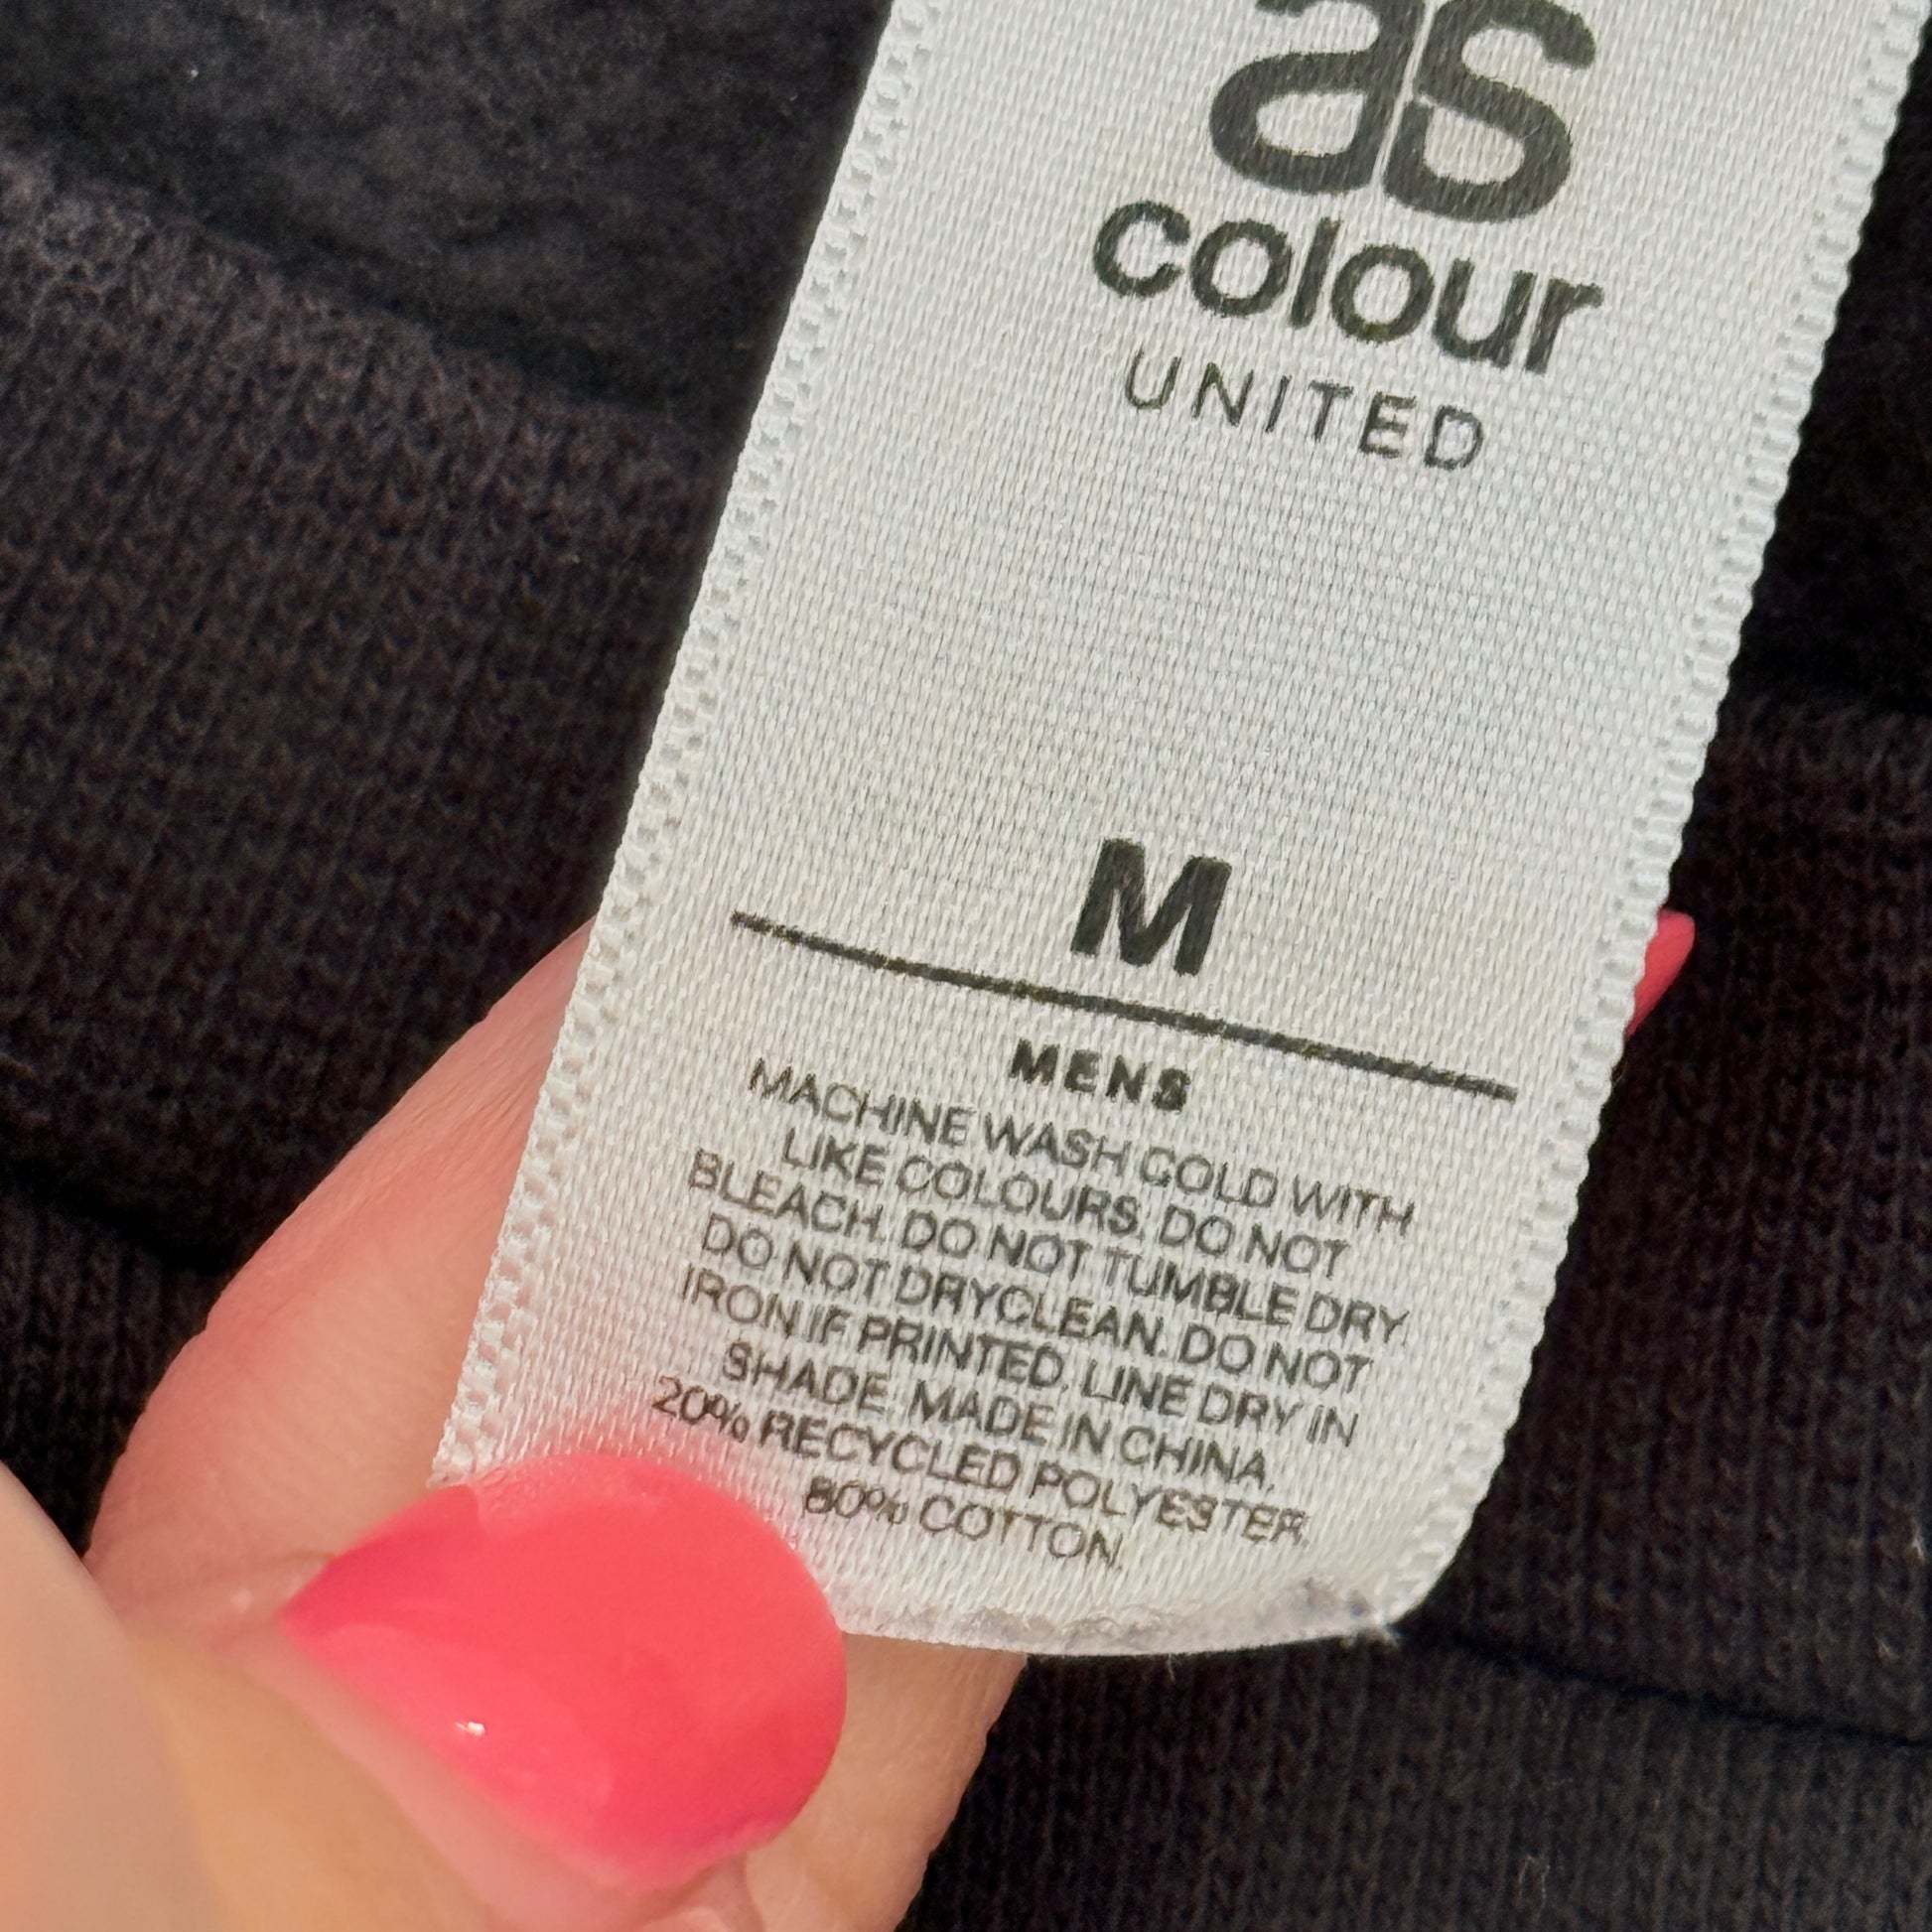 as
colour
UNITED
M
MENS
MACHINE WASH COLD WITH
LIKE COLOURS. DO NOT
BLEACH. DO NOT TUMBLE DRY.
DO NOT DRYCLEAN. DO NOT
IRON IF PRINTED. LINE DRY IN
SHADE. MADE IN CHINA.
20% RECYCLED POLYESTER,
80% COTTON.